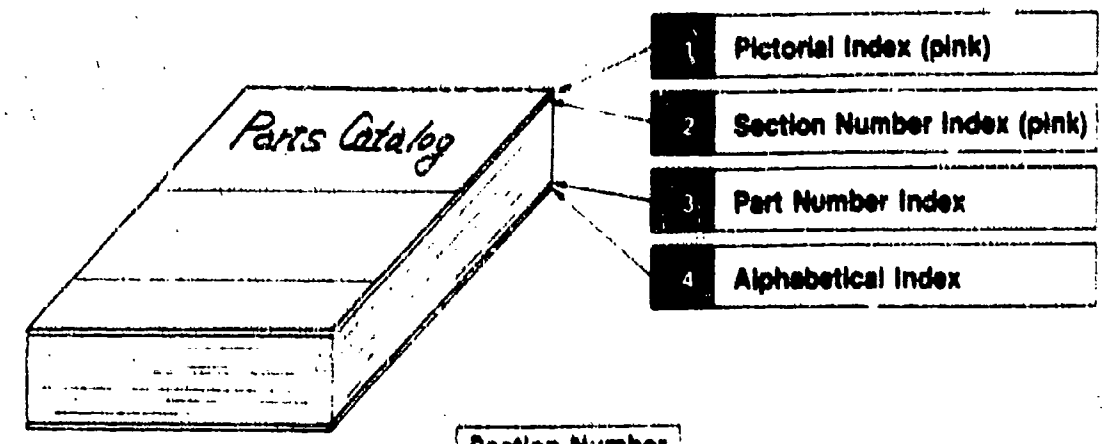 Parts Catalog
1 Pictorial Index (pink)
2 Section Number Index (pink)
3 Part Number Index
4 Alphabetical Index
Section Number